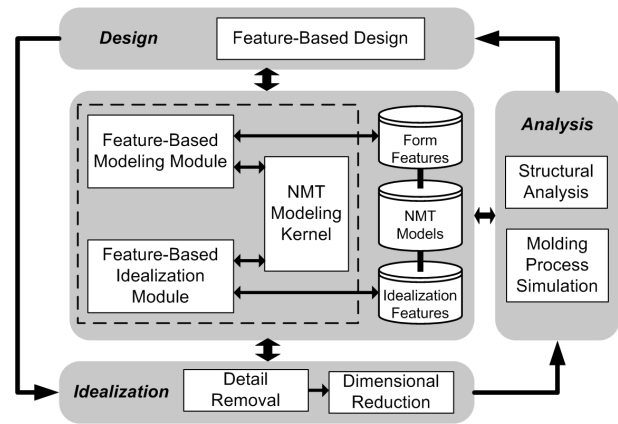 Design
Feature-Based Design
Feature-Based
Modeling Module
NMT
Modeling
Kernel
Feature-Based
Idealization
Module
Form
Features
NMT
Models
Idealization
Features
Analysis
Structural
Analysis
Molding
Process
Simulation
Idealization
Detail
Removal
Dimensional
Reduction